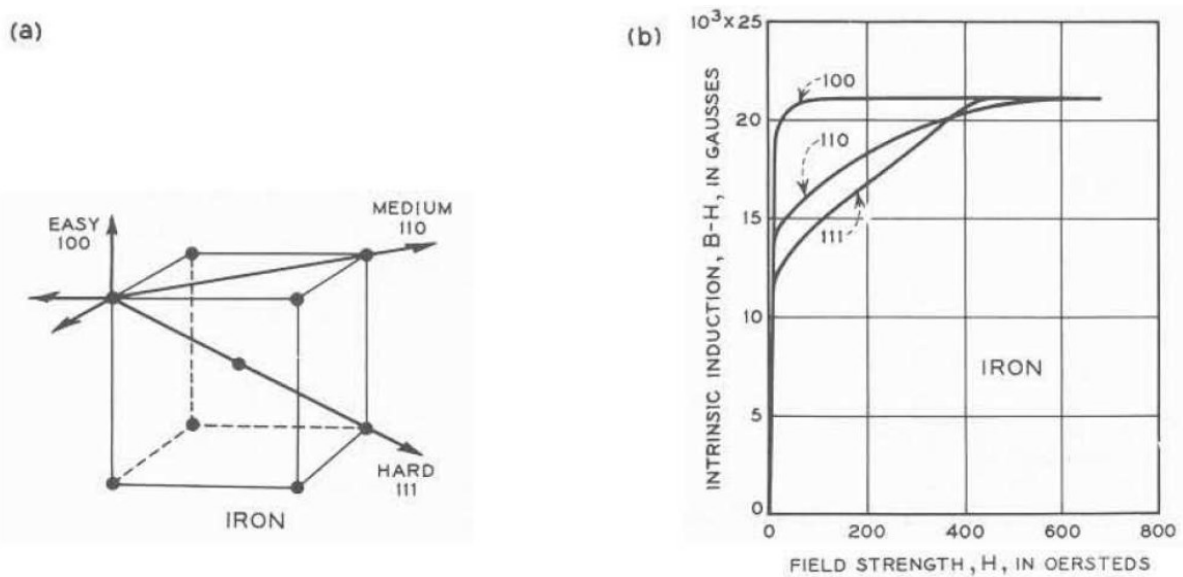 (a)
EASY
100
MEDIUM
110
HARD
111
IRON
(b)
10³ × 25
20
15
10
5
0
INTRINSIC INDUCTION, B-H, IN GAUSSES
100
110
111
IRON
0 200 400 600 800
FIELD STRENGTH, H, IN OERSTEDS